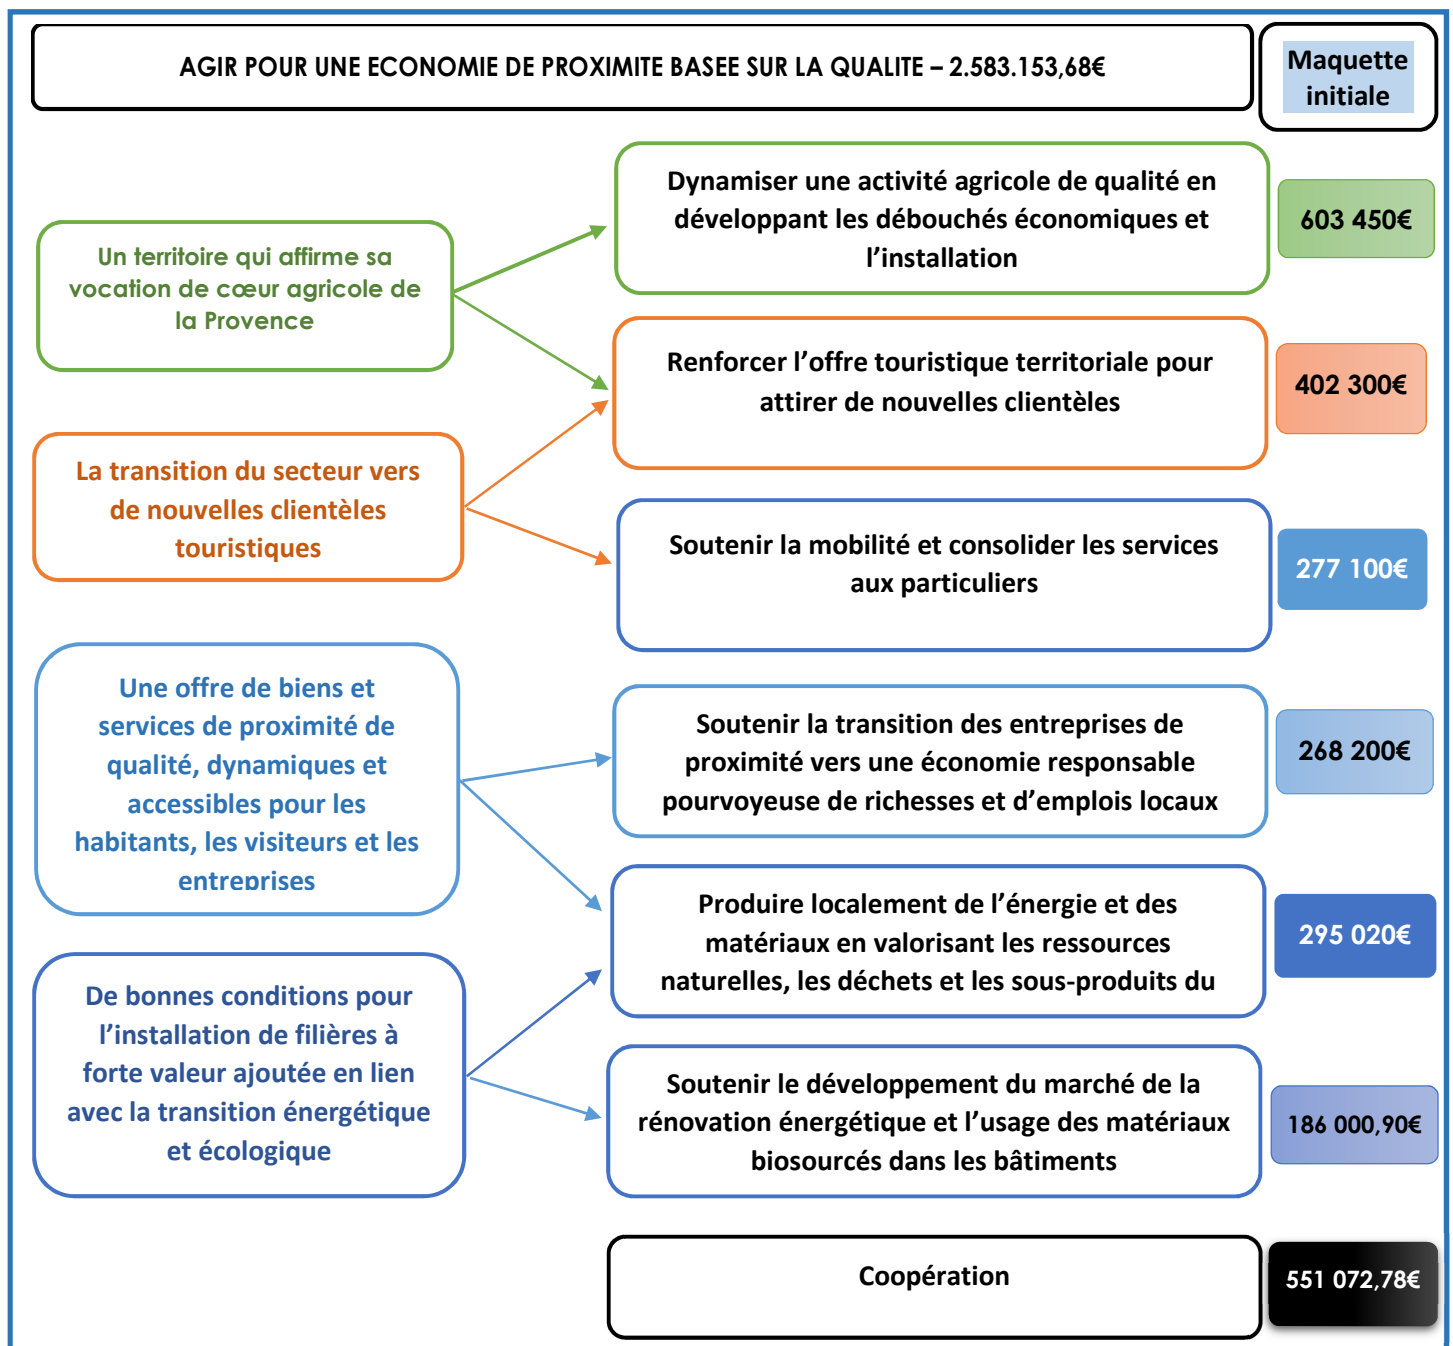 AGIR POUR UNE ECONOMIE DE PROXIMITE BASEE SUR LA QUALITE – 2.583.153,68€
Maquette
initiale
Un territoire qui affirme sa
vocation de cœur agricole de
la Provence
Dynamiser une activité agricole de qualité en
développant les débouchés économiques et
l’installation
603 450€
Renforcer l’offre touristique territoriale pour
attirer de nouvelles clientèles
402 300€
La transition du secteur vers
de nouvelles clientèles
touristiques
Soutenir la mobilité et consolider les services
aux particuliers
277 100€
Une offre de biens et
services de proximité de
qualité, dynamiques et
accessibles pour les
habitants, les visiteurs et les
entreprises
Soutenir la transition des entreprises de
proximité vers une économie responsable
pourvoyeuse de richesses et d’emplois locaux
268 200€
Produire localement de l’énergie et des
matériaux en valorisant les ressources
naturelles, les déchets et les sous-produits du
295 020€
De bonnes conditions pour
l’installation de filières à
forte valeur ajoutée en lien
avec la transition énergétique
et écologique
Soutenir le développement du marché de la
rénovation énergétique et l’usage des matériaux
biosourcés dans les bâtiments
186 000,90€
Coopération
551 072,78€